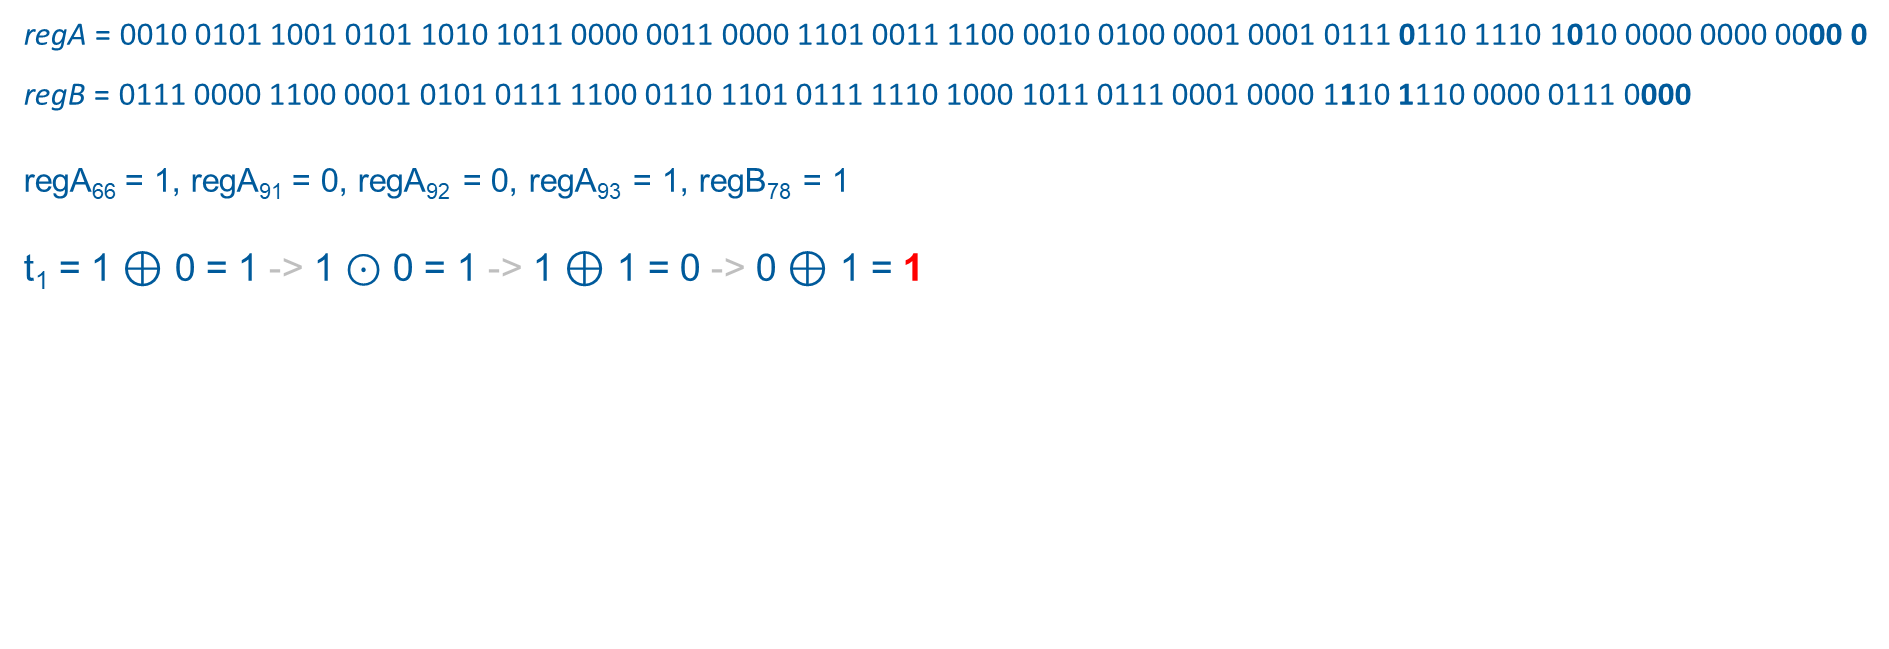 regA = 0010 0101 1001 0101 1010 1011 0000 0011 0000 1101 0011 1100 0010 0100 0001 0001 0111 0110 1110 1010 0000 0000 0000 0
regB = 0111 0000 1100 0001 0101 0111 1100 0110 1101 0111 1110 1000 1011 0111 0001 0000 1110 1110 0000 0111 0000
regA₆₆ = 1, regA₉₁ = 0, regA₉₂ = 0, regA₉₃ = 1, regB₇₈ = 1
t₁ = 1 ⊕ 0 = 1 -> 1 ⊙ 0 = 1 -> 1 ⊕ 1 = 0 -> 0 ⊕ 1 = 1